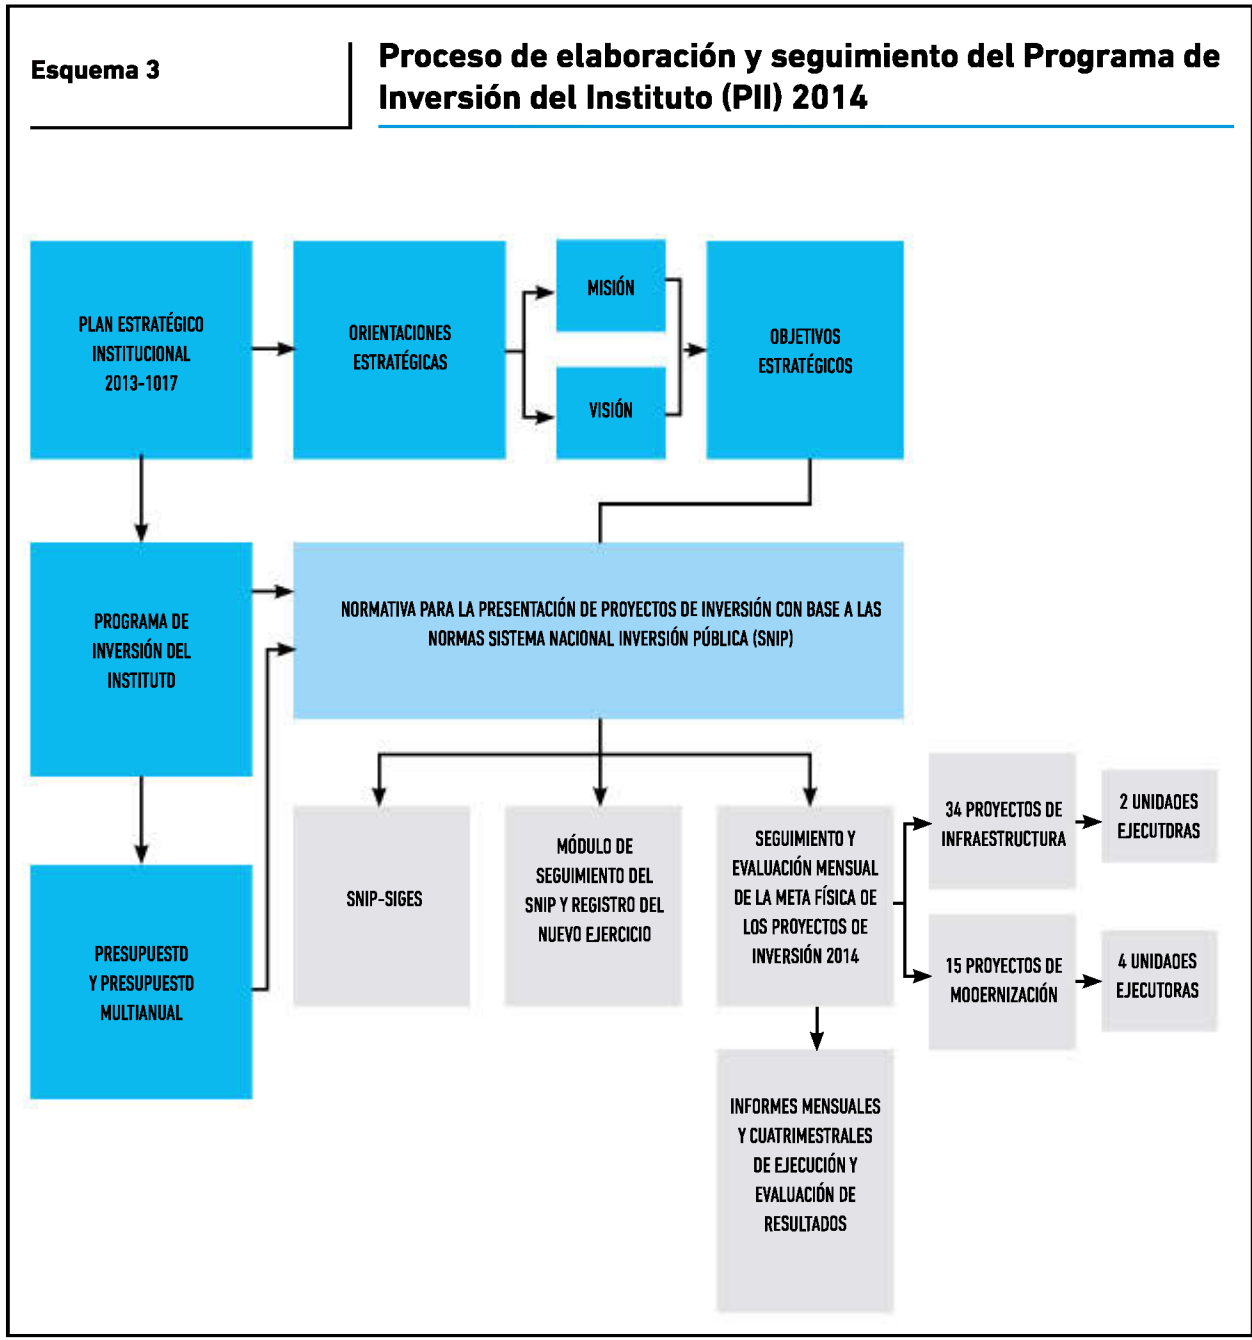 Esquema 3
Proceso de elaboración y seguimiento del Programa de
Inversión del Instituto (PII) 2014
PLAN ESTRATÉGICO
INSTITUCIONAL
2013-1017
ORIENTACIONES
ESTRATÉGICAS
MISIÓN
VISIÓN
OBJETIVOS
ESTRATÉGICOS
PROGRAMA DE
INVERSIÓN DEL
INSTITUTD
NORMATIVA PARA LA PRESENTACIÓN DE PROYECTOS DE INVERSIÓN CON BASE A LAS
NORMAS SISTEMA NACIONAL INVERSIÓN PÚBLICA (SNIP)
PRESUPUESTD
Y PRESUPUESTD
MULTIANUAL
SNIP-SIGES
MÓDULO DE
SEGUIMIENTO DEL
SNIP Y REGISTRO DEL
NUEVO EJERCICIO
SEGUIMIENTO Y
EVALUACIÓN MENSUAL
DE LA META FÍSICA DE
LOS PROYECTOS DE
INVERSIÓN 2014
34 PROYECTOS DE
INFRAESTRUCTURA
2 UNIDAOES
EJECUTDRAS
15 PROYECTOS DE
MODERNIZACIÓN
4 UNIDAOES
EJECUTORAS
INFORMES MENSUALES
Y CUATRIMESTRALES
DE EJECUCIÓN Y
EVALUACIÓN DE
RESULTADOS